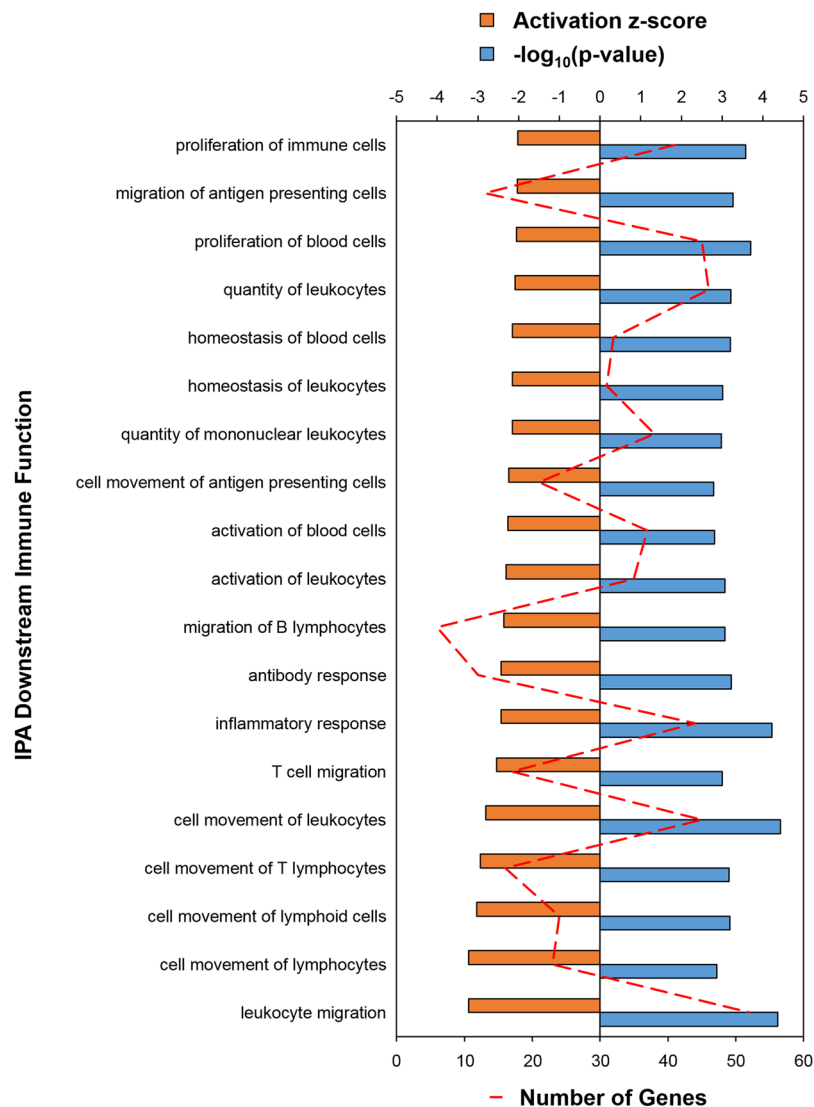 Activation z-score
-log₁₀(p-value)
-5 -4 -3 -2 -1 0 1 2 3 4 5
IPA Downstream Immune Function
proliferation of immune cells
migration of antigen presenting cells
proliferation of blood cells
quantity of leukocytes
homeostasis of blood cells
homeostasis of leukocytes
quantity of mononuclear leukocytes
cell movement of antigen presenting cells
activation of blood cells
activation of leukocytes
migration of B lymphocytes
antibody response
inflammatory response
T cell migration
cell movement of leukocytes
cell movement of T lymphocytes
cell movement of lymphoid cells
cell movement of lymphocytes
leukocyte migration
0 10 20 30 40 50 60
Number of Genes